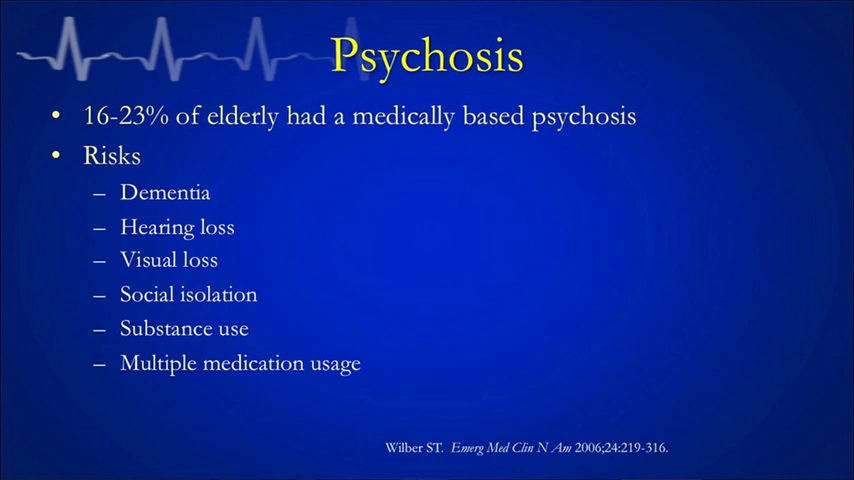 Psychosis
• 16-23% of elderly had a medically based psychosis
• Risks
– Dementia
– Hearing loss
– Visual loss
– Social isolation
– Substance use
– Multiple medication usage
Wilber ST. Emerg Med Clin N Am 2006;24:219-316.